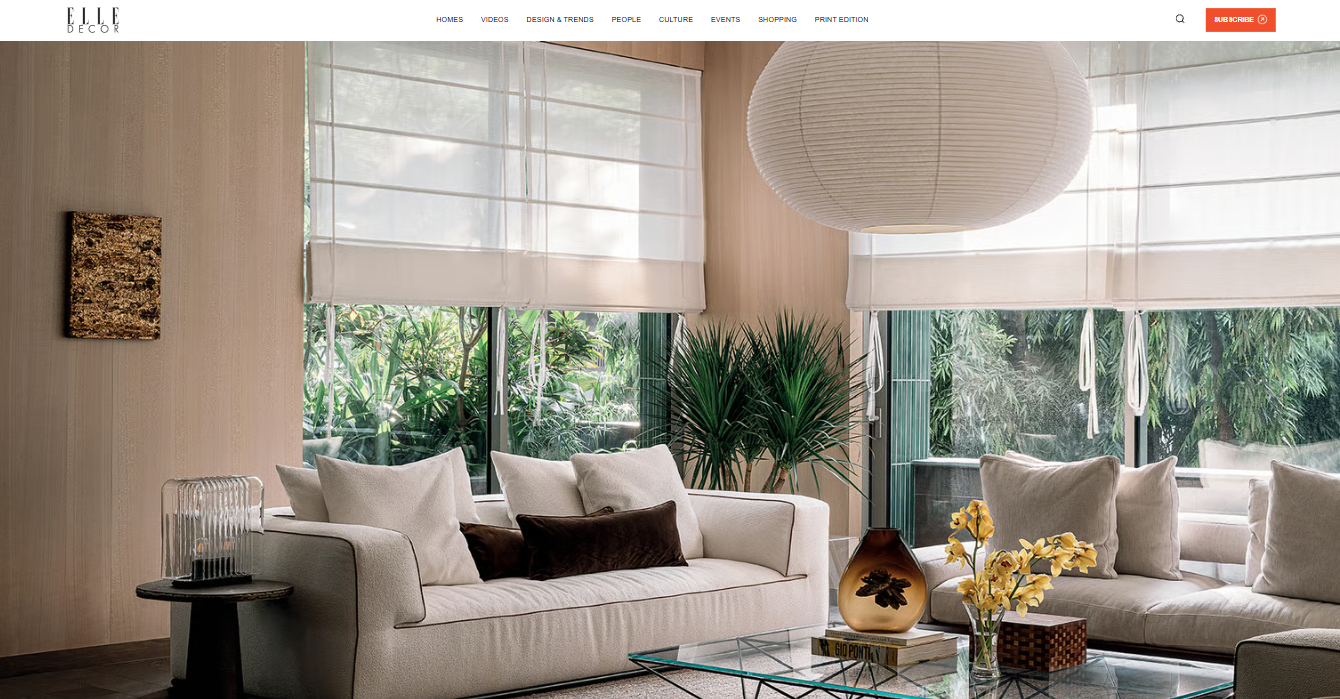 ELLE
DECOR
HOMES VIDEOS DESIGN & TRENDS PEOPLE CULTURE EVENTS SHOPPING PRINT EDITION
SUBSCRIBE
GIO PONTI